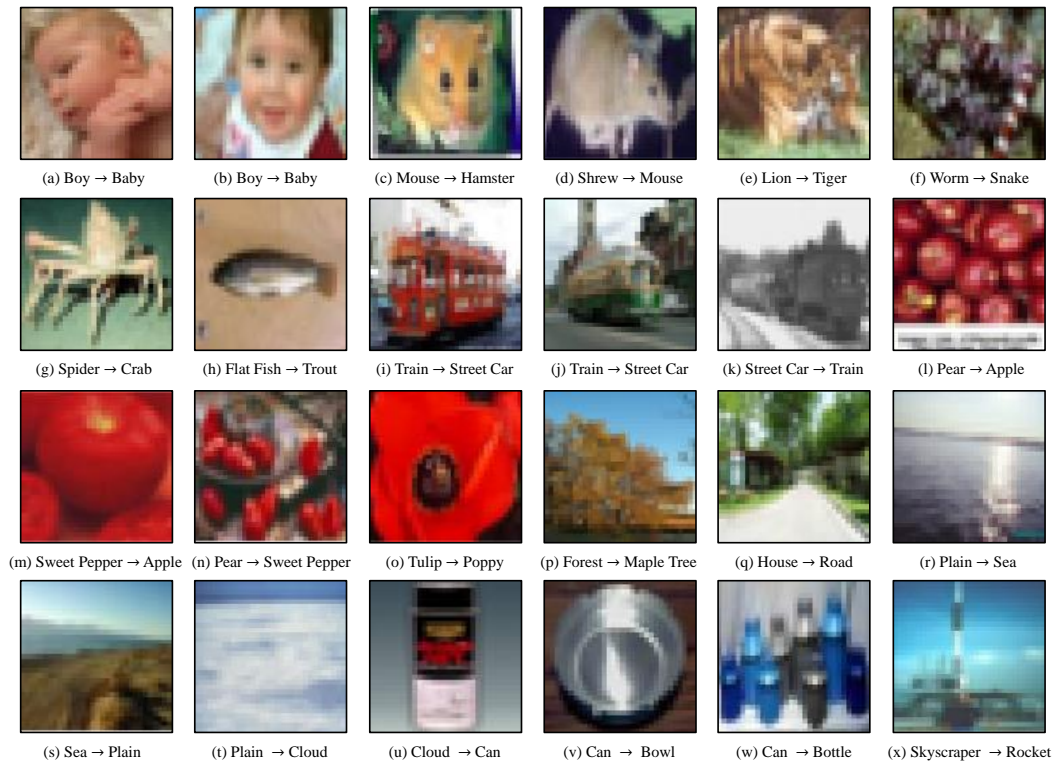 (a) Boy → Baby
(b) Boy → Baby
(c) Mouse → Hamster
(d) Shrew → Mouse
(e) Lion → Tiger
(f) Worm → Snake
(g) Spider → Crab
(h) Flat Fish → Trout
(i) Train → Street Car
(j) Train → Street Car
(k) Street Car → Train
(l) Pear → Apple
(m) Sweet Pepper → Apple
(n) Pear → Sweet Pepper
(o) Tulip → Poppy
(p) Forest → Maple Tree
(q) House → Road
(r) Plain → Sea
(s) Sea → Plain
(t) Plain → Cloud
(u) Cloud → Can
(v) Can → Bowl
(w) Can → Bottle
(x) Skyscraper → Rocket